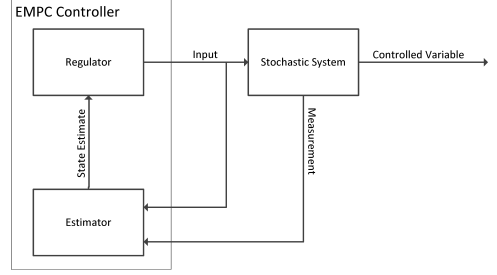 EMPC Controller
Regulator
Input
Stochastic System
Controlled Variable
State Estimate
Measurement
Estimator